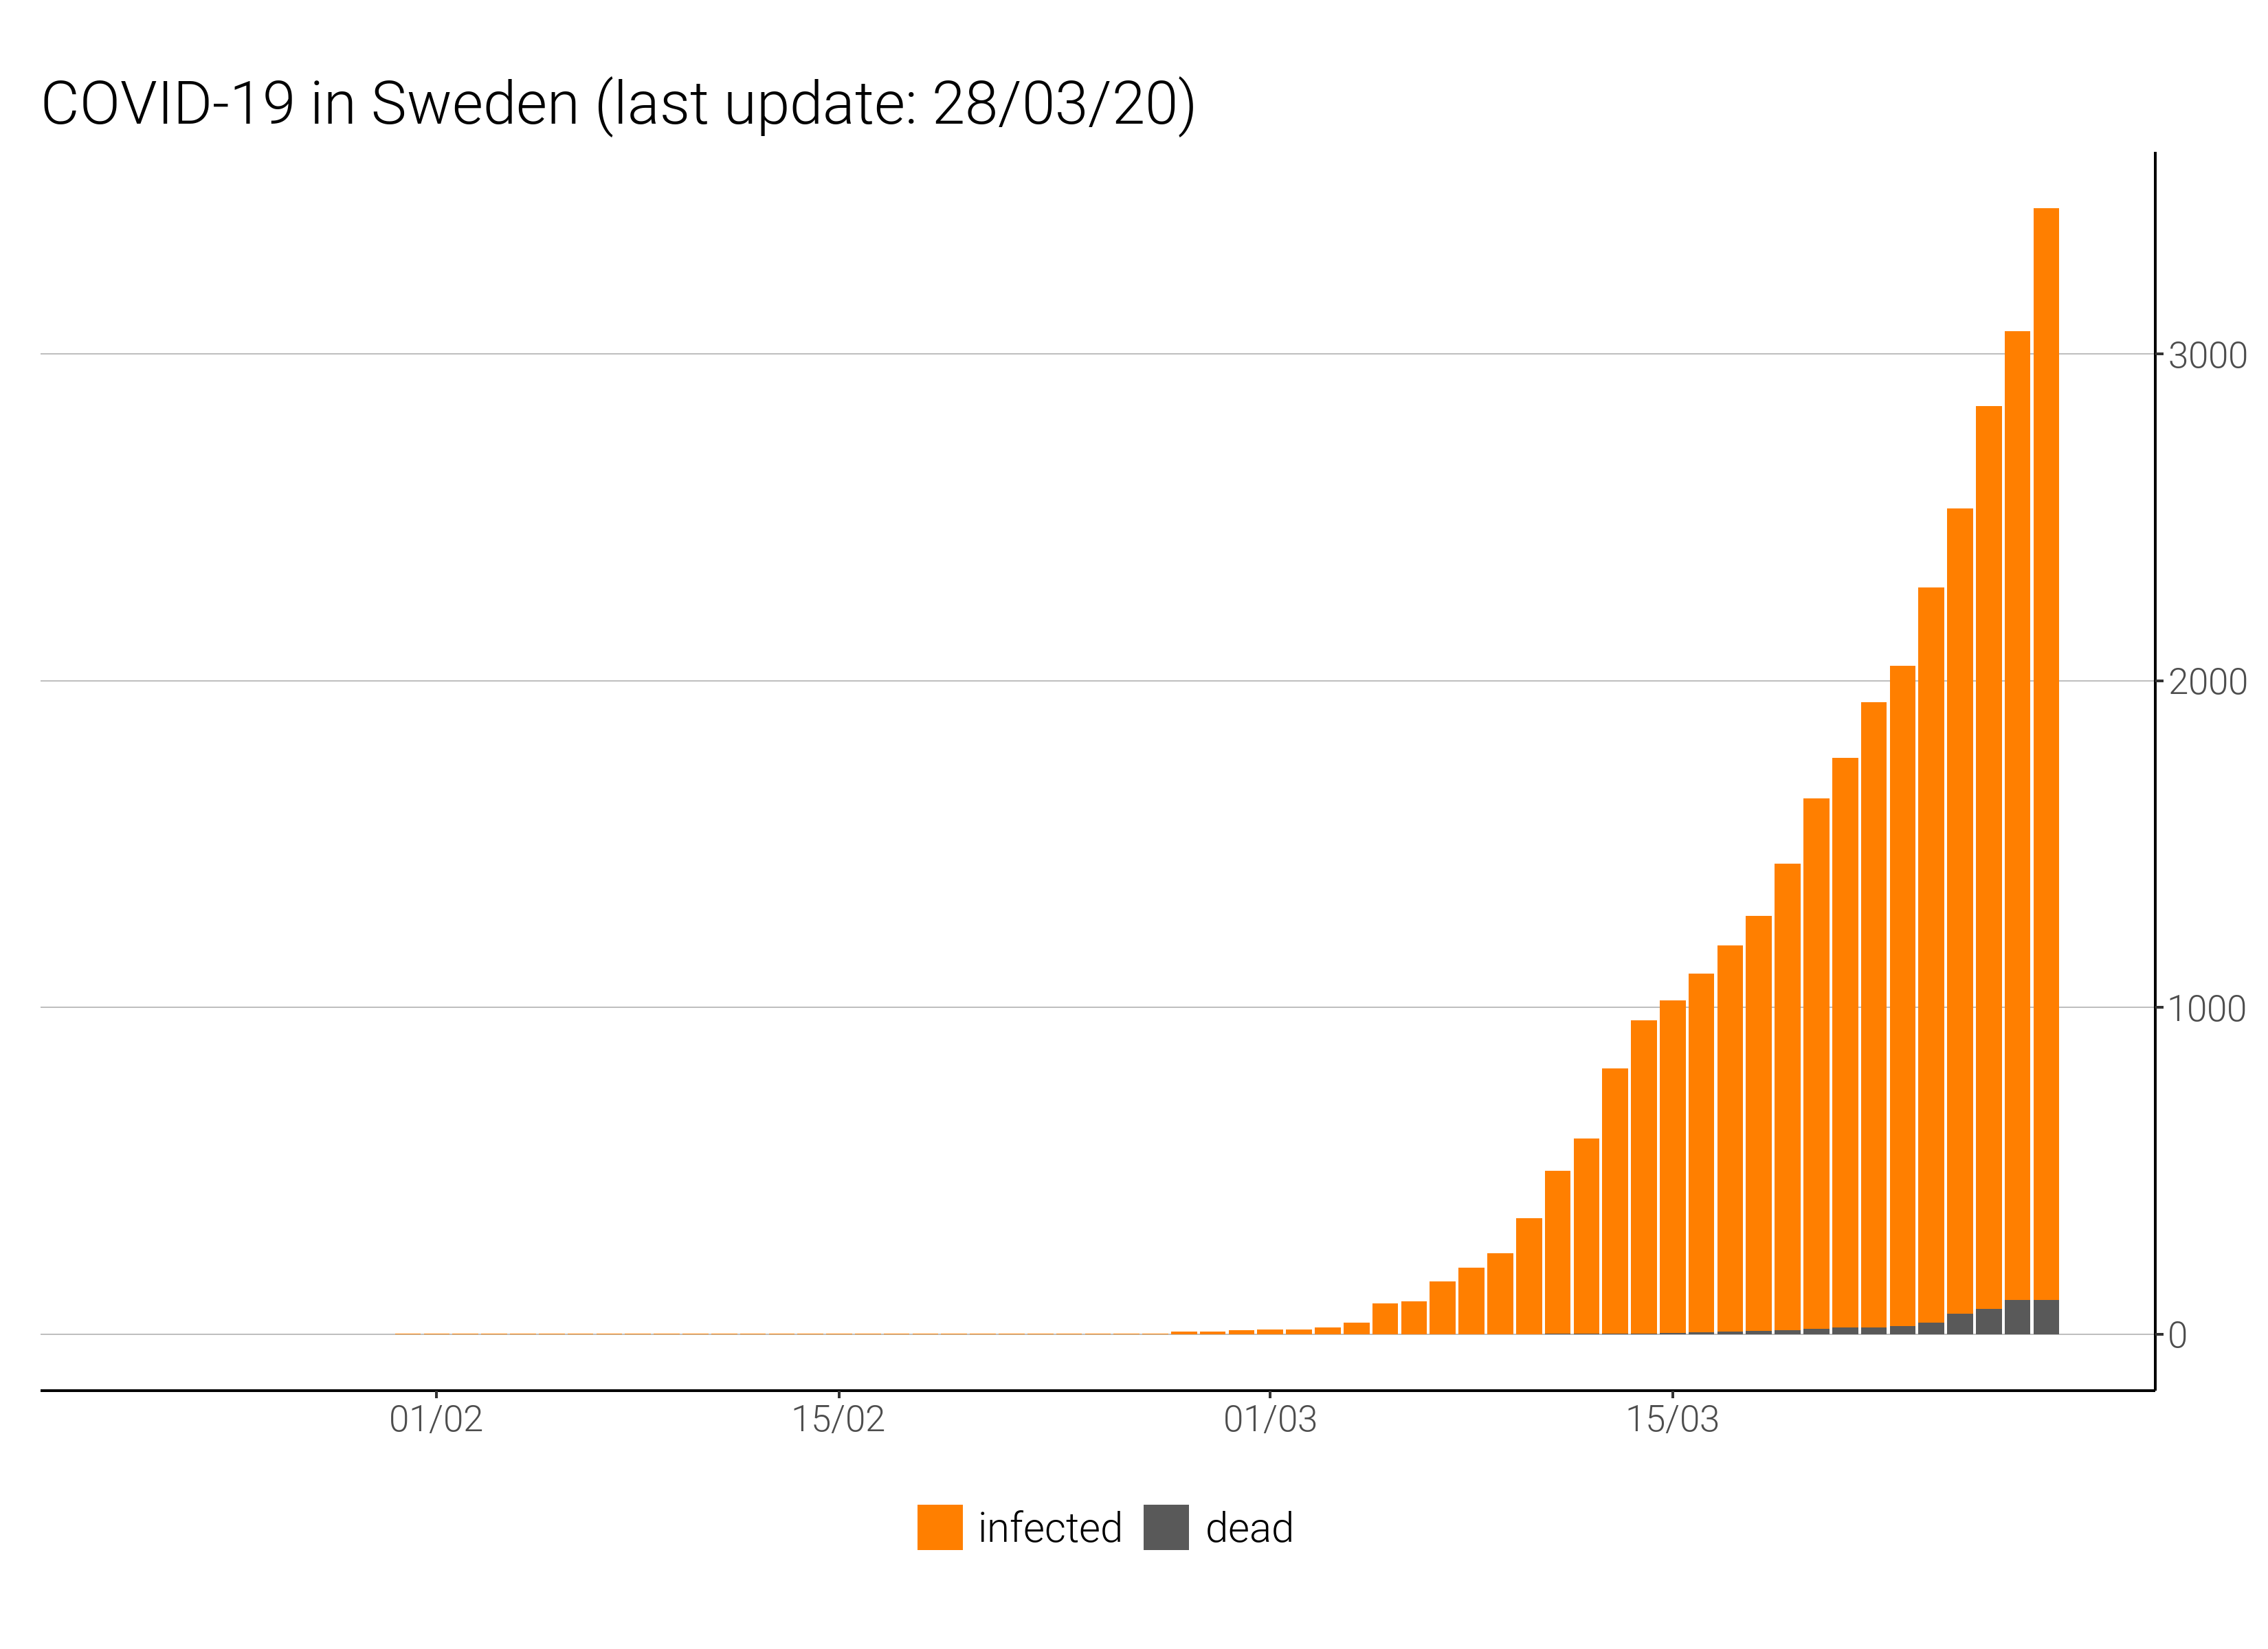 COVID-19 in Sweden (last update: 28/03/20)
3000
2000
1000
0
01/02 15/02 01/03 15/03
infected dead